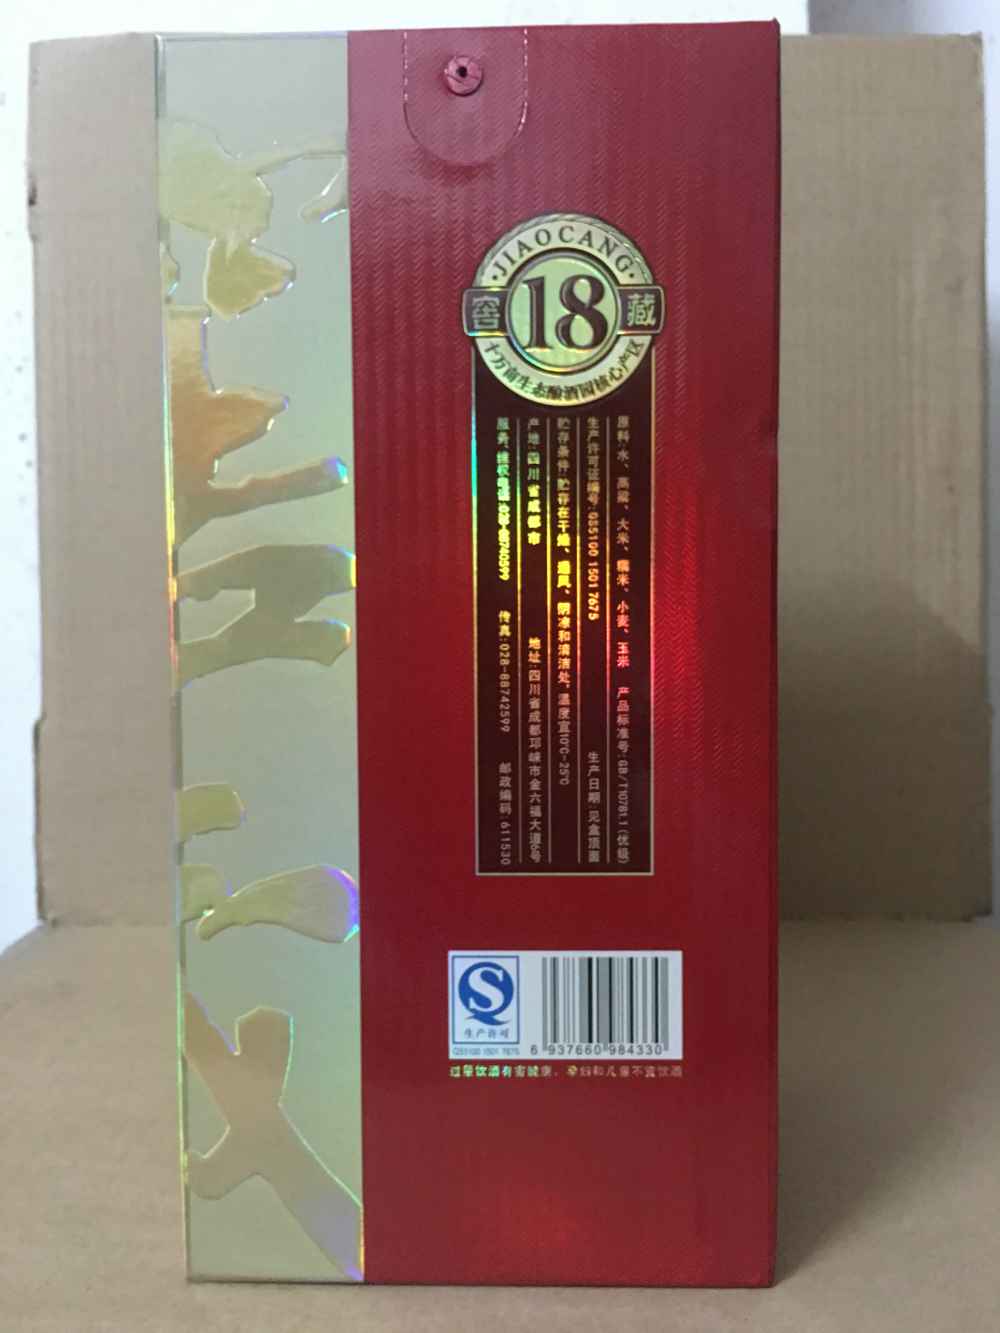 JIAOCANG
窖 18 藏
十万亩生态酿酒园核心产区
原料:水、高粱、大米、糯米、小麦、玉米 产品标准号:GB/T10781.1(优级)
生产许可证编号:QS5100 1501 7675 生产日期:见盒顶面
贮存条件:贮存在干燥、通风、阴凉和清洁处,温度宜10℃-25℃
产地:四川省成都市 地址:四川省成都邛崃市金六福大道6号
服务、维权电话:028-88740599 传真:028-88742599 邮政编码:611530
生产许可
QS5100 1501 7675
6 937660 984330
过量饮酒有害健康,孕妇和儿童不宜饮酒